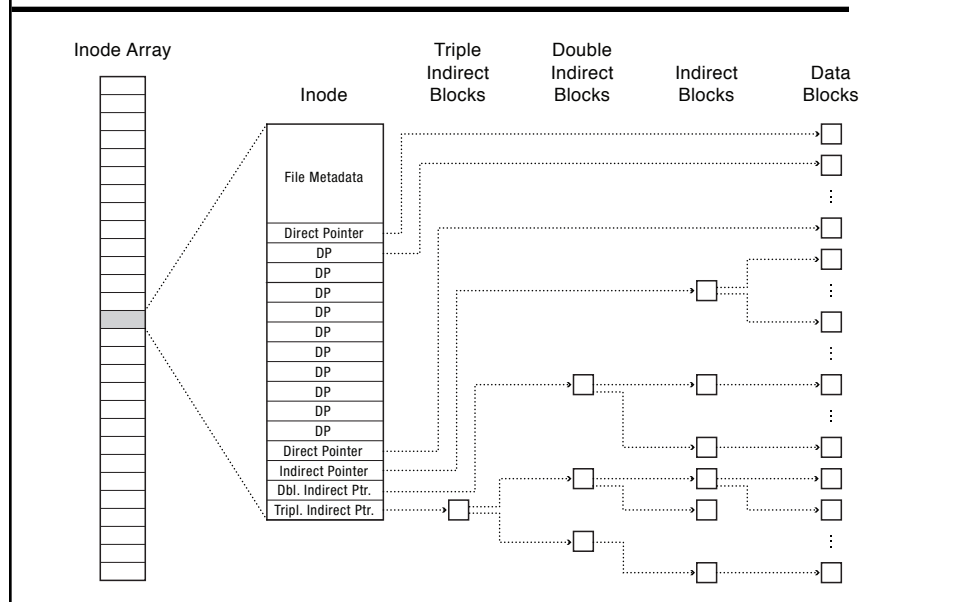 Inode Array
Inode
Triple
Indirect
Blocks
Double
Indirect
Blocks
Indirect
Blocks
Data
Blocks
File Metadata
Direct Pointer
DP
DP
DP
DP
DP
DP
DP
DP
DP
DP
Direct Pointer
Indirect Pointer
Dbl. Indirect Ptr.
Tripl. Indirect Ptr.